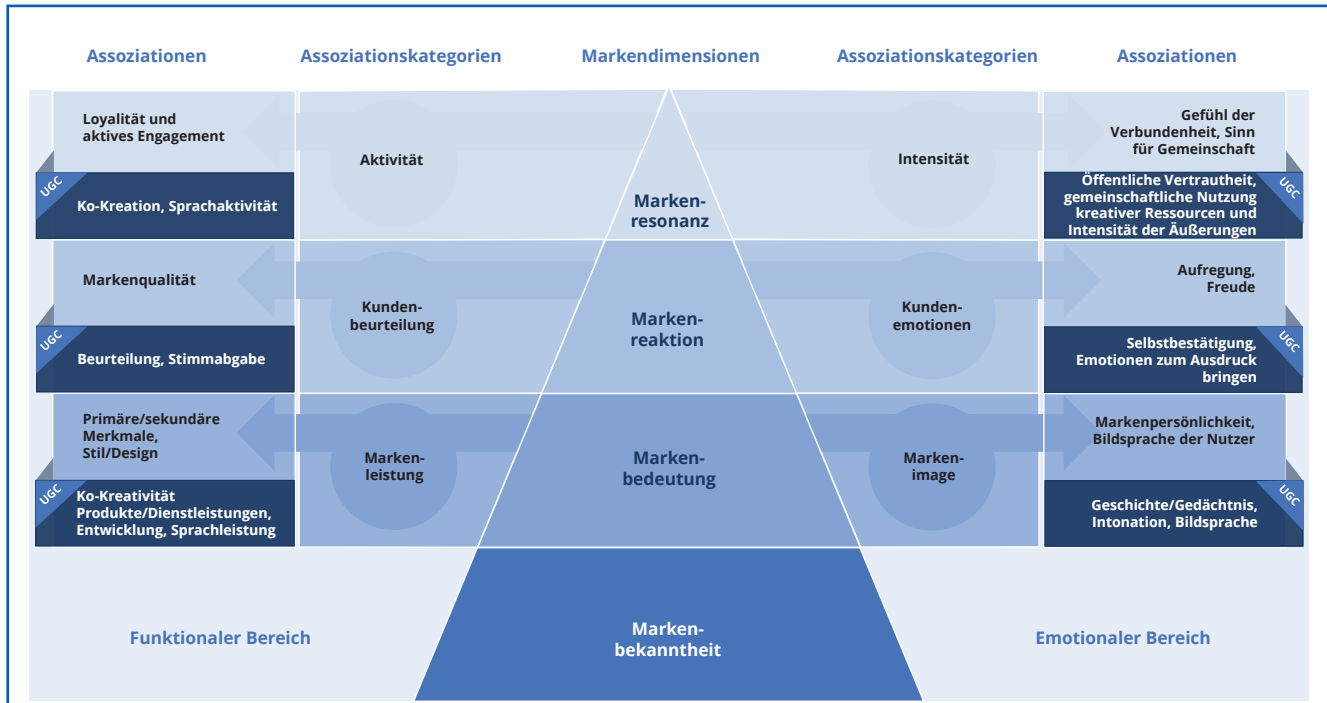 Assoziationen
Assoziationskategorien
Markendimensionen
Assoziationskategorien
Assoziationen
Loyalität und
aktives Engagement
UGC
Ko-Kreation, Sprachaktivität
Aktivität
Marken-
resonanz
Intensität
Gefühl der
Verbundenheit, Sinn
für Gemeinschaft
Öffentliche Vertrautheit,
gemeinschaftliche Nutzung
kreativer Ressourcen und
Intensität der Äußerungen
UGC
Markenqualität
UGC
Beurteilung, Stimmabgabe
Kunden-
beurteilung
Marken-
reaktion
Kunden-
emotionen
Aufregung,
Freude
Selbstbestätigung,
Emotionen zum Ausdruck
bringen
UGC
Primäre/sekundäre
Merkmale,
Stil/Design
UGC
Ko-Kreativität
Produkte/Dienstleistungen,
Entwicklung, Sprachleistung
Marken-
leistung
Marken-
bedeutung
Marken-
image
Markenpersönlichkeit,
Bildsprache der Nutzer
Geschichte/Gedächtnis,
Intonation, Bildsprache
UGC
Funktionaler Bereich
Marken-
bekanntheit
Emotionaler Bereich